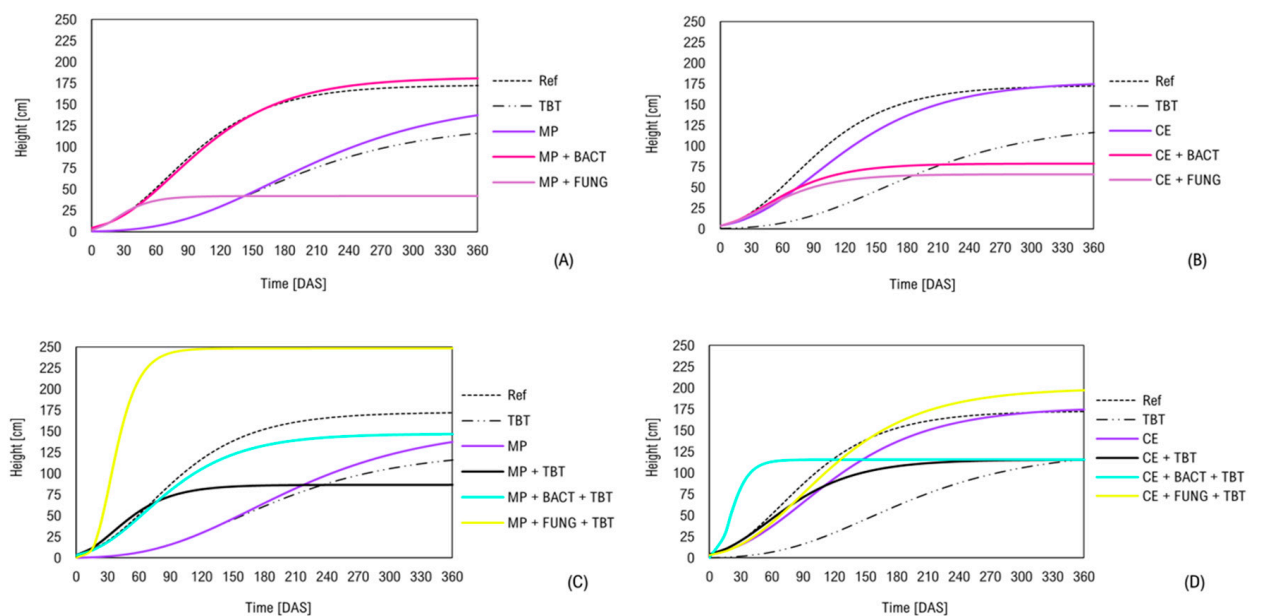 250
225
200
175
150
125
100
75
50
25
0
Height [cm]
0 30 60 90 120 150 180 210 240 270 300 330 360
Time [DAS]
Ref
TBT
MP
MP + BACT
MP + FUNG
(A)
250
225
200
175
150
125
100
75
50
25
0
Height [cm]
0 30 60 90 120 150 180 210 240 270 300 330 360
Time [DAS]
Ref
TBT
CE
CE + BACT
CE + FUNG
(B)
250
225
200
175
150
125
100
75
50
25
0
Height [cm]
0 30 60 90 120 150 180 210 240 270 300 330 360
Time [DAS]
Ref
TBT
MP
MP + TBT
MP + BACT + TBT
MP + FUNG + TBT
(C)
250
225
200
175
150
125
100
75
50
25
0
Height [cm]
0 30 60 90 120 150 180 210 240 270 300 330 360
Time [DAS]
Ref
TBT
CE
CE + TBT
CE + BACT + TBT
CE + FUNG + TBT
(D)